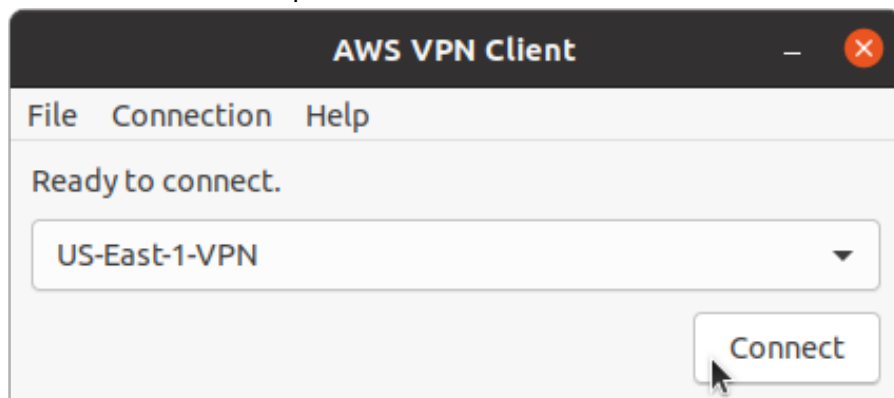 AWS VPN Client
File Connection Help
Ready to connect.
US-East-1-VPN
Connect